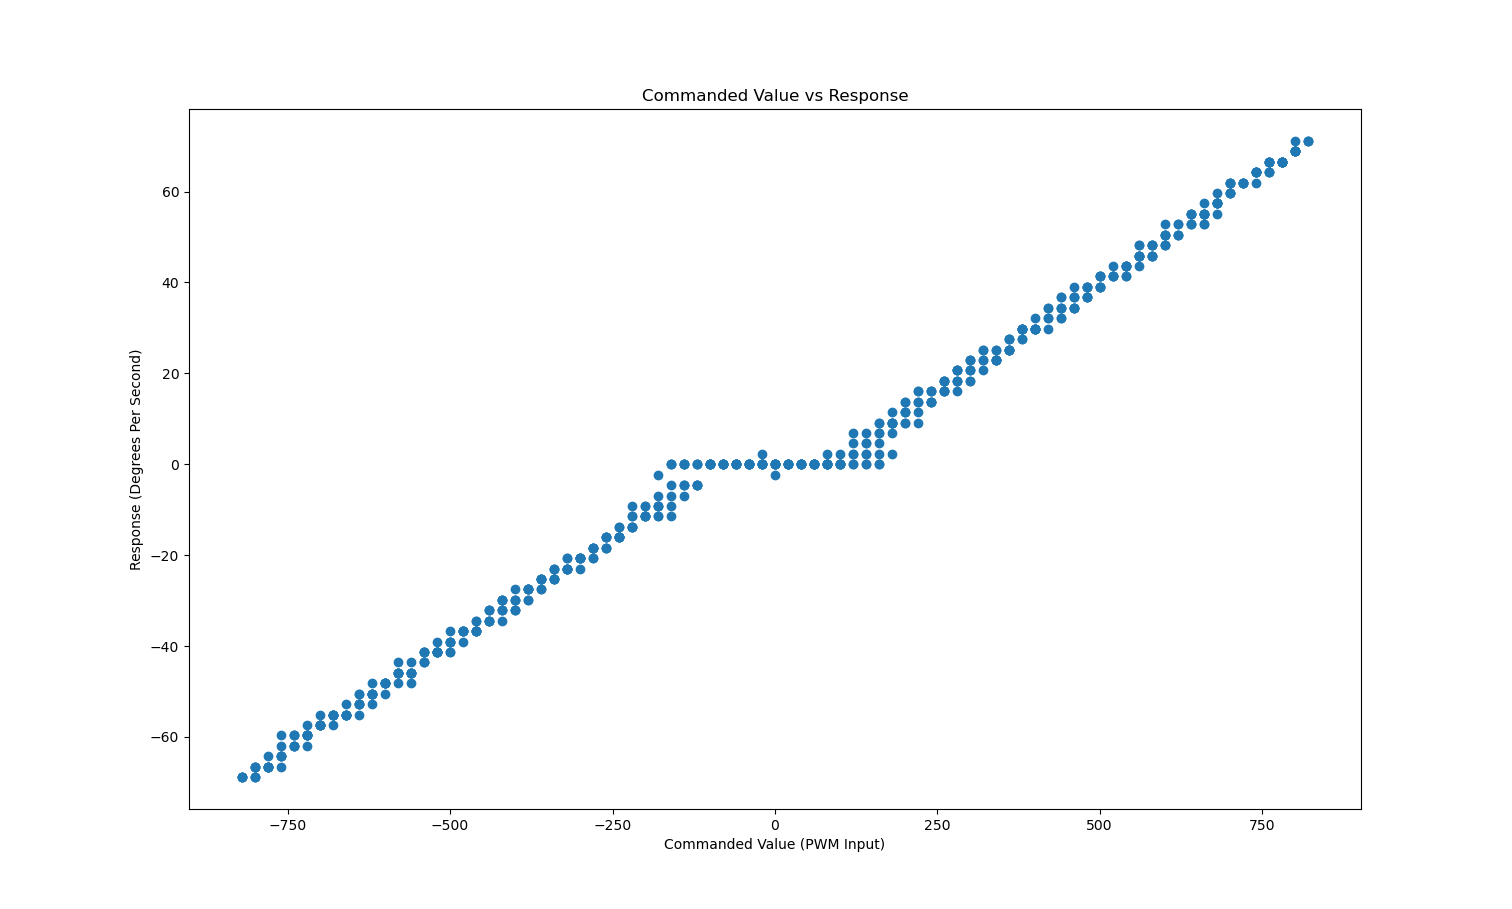 Commanded Value vs Response
Response (Degrees Per Second)
60
40
20
0
−20
−40
−60
−750 −500 −250 0 250 500 750
Commanded Value (PWM Input)